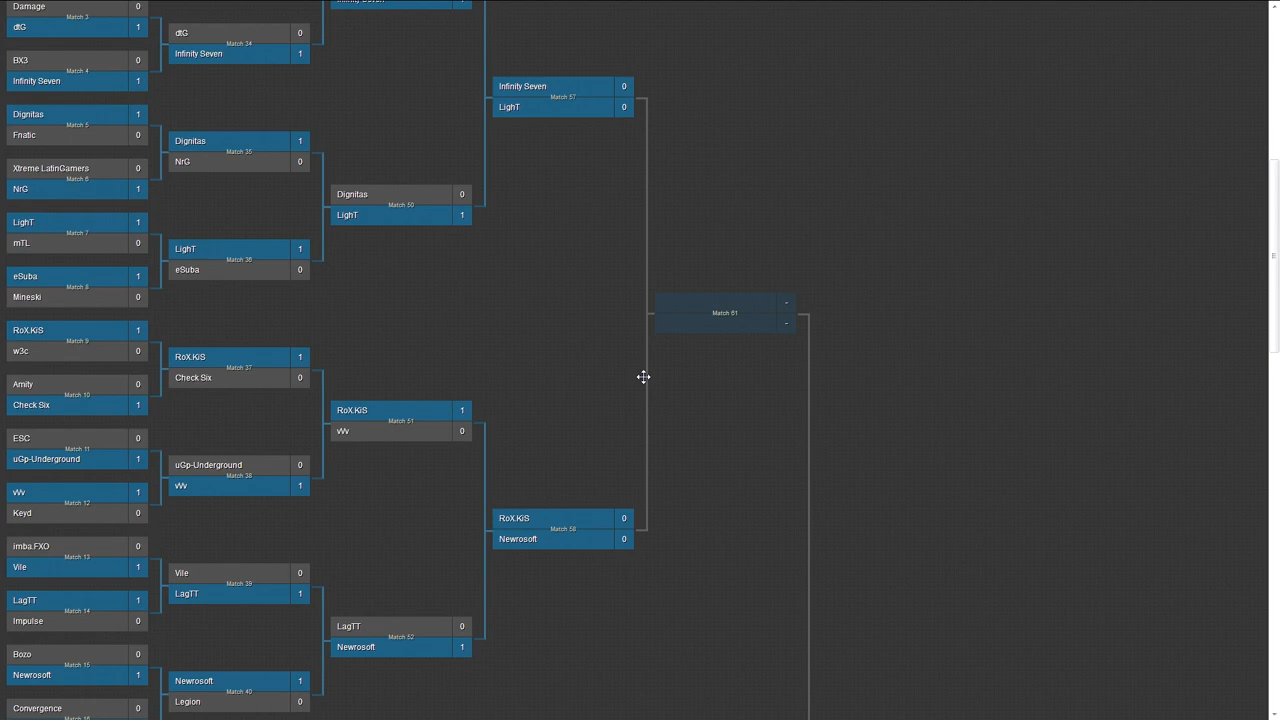 Damage 0
Match 3
dtG 1
BX3 0
Match 4
Infinity Seven 1
Dignitas 1
Match 5
Fnatic 0
Xtreme LatinGamers 0
Match 6
NrG 1
LighT 1
Match 7
mTL 0
eSuba 1
Match 8
Mineski 0
RoX.KiS 1
Match 9
w3c 0
Amity 0
Match 10
Check Six 1
ESC 0
Match 11
uGp-Underground 1
vVv 1
Match 12
Keyd 0
imba.FXO 0
Match 13
Vile 1
LagTT 1
Match 14
Impulse 0
Bozo 0
Match 15
Newrosoft 1
Convergence 0
Match 16
dtG 0
Match 34
Infinity Seven 1
Dignitas 1
Match 35
NrG 0
LighT 1
Match 36
eSuba 0
RoX.KiS 1
Match 37
Check Six 0
uGp-Underground 0
Match 38
vVv 1
Vile 0
Match 39
LagTT 1
Newrosoft 1
Match 40
Legion 0
Infinity Seven
Dignitas 0
Match 50
LighT 1
RoX.KiS 1
Match 51
vVv 0
LagTT 0
Match 52
Newrosoft 1
Infinity Seven 0
Match 57
LighT 0
RoX.KiS 0
Match 58
Newrosoft 0
-
Match 61
-